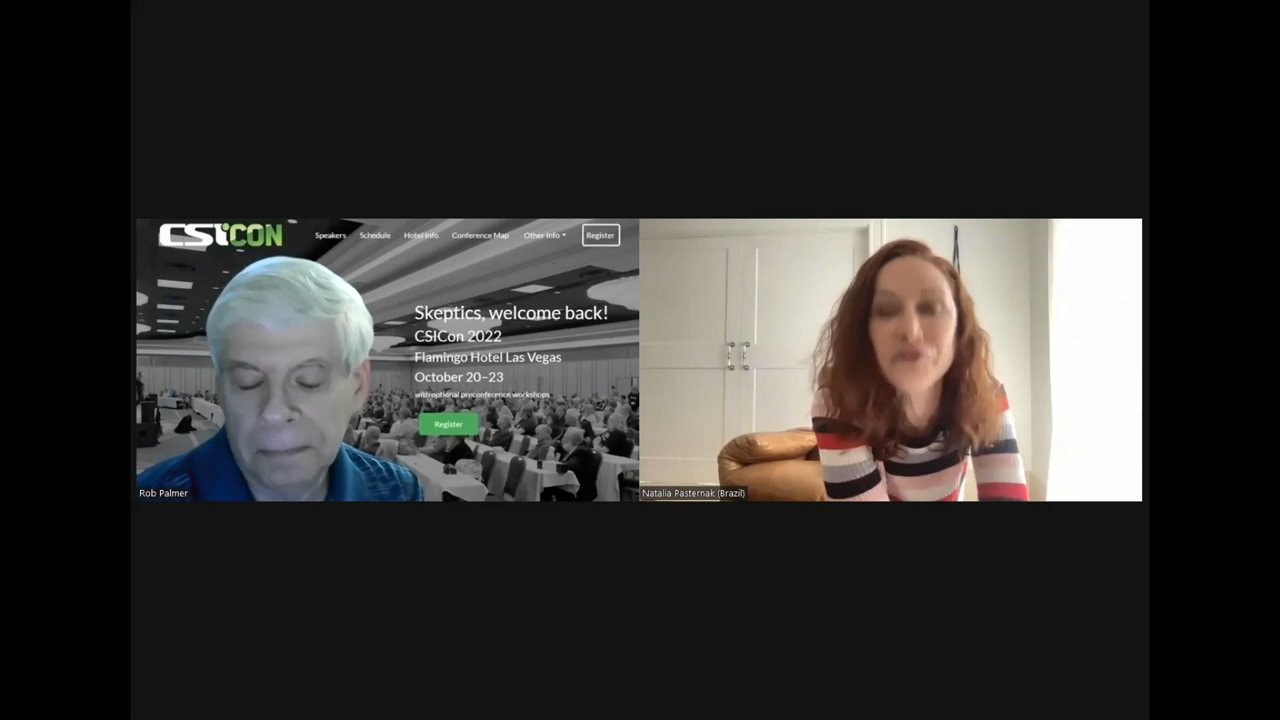 CSICON
Speakers Schedule Hotel Info Conference Map Other Info Register
Skeptics, welcome back!
CSICon 2022
Flamingo Hotel Las Vegas
October 20–23
with optional preconference workshops
Register
Rob Palmer
Natalia Pasternak (Brazil)